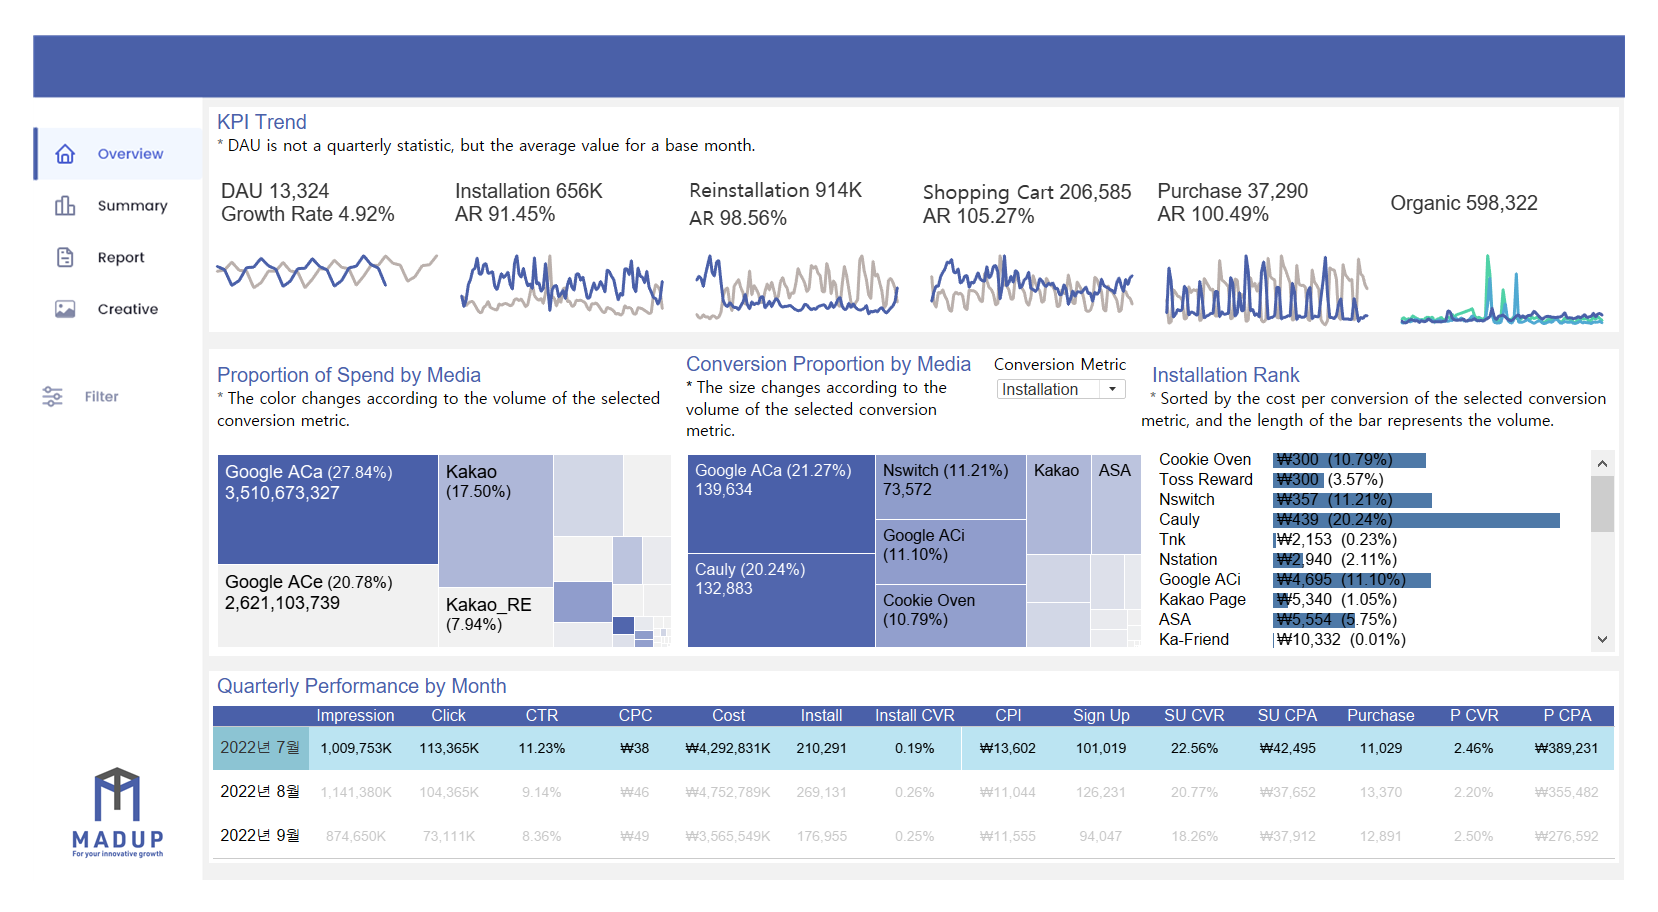 Overview
Summary
Report
Creative
Filter
MADUP
For your innovative growth
KPI Trend
* DAU is not a quarterly statistic, but the average value for a base month.
DAU 13,324
Growth Rate 4.92%
Installation 656K
AR 91.45%
Reinstallation 914K
AR 98.56%
Shopping Cart 206,585
AR 105.27%
Purchase 37,290
AR 100.49%
Organic 598,322
Proportion of Spend by Media
* The color changes according to the volume of the selected
conversion metric.
Google ACa (27.84%)
3,510,673,327
Google ACe (20.78%)
2,621,103,739
Kakao
(17.50%)
Kakao_RE
(7.94%)
Conversion Proportion by Media
* The size changes according to the
volume of the selected conversion
metric.
Conversion Metric
Installation
Google ACa (21.27%)
139,634
Cauly (20.24%)
132,883
Nswitch (11.21%)
73,572
Google ACi
(11.10%)
Cookie Oven
(10.79%)
Kakao
ASA
Installation Rank
* Sorted by the cost per conversion of the selected conversion
metric, and the length of the bar represents the volume.
Cookie Oven ₩300 (10.79%)
Toss Reward ₩300 (3.57%)
Nswitch ₩357 (11.21%)
Cauly ₩439 (20.24%)
Tnk ₩2,153 (0.23%)
Nstation ₩2,940 (2.11%)
Google ACi ₩4,695 (11.10%)
Kakao Page ₩5,340 (1.05%)
ASA ₩5,554 (5.75%)
Ka-Friend ₩10,332 (0.01%)
Quarterly Performance by Month
Impression Click CTR CPC Cost Install Install CVR CPI Sign Up SU CVR SU CPA Purchase P CVR P CPA
2022년 7월 1,009,753K 113,365K 11.23% ₩38 ₩4,292,831K 210,291 0.19% ₩13,602 101,019 22.56% ₩42,495 11,029 2.46% ₩389,231
2022년 8월 1,141,380K 104,365K 9.14% ₩46 ₩4,752,789K 269,131 0.26% ₩11,044 126,231 20.77% ₩37,652 13,370 2.20% ₩355,482
2022년 9월 874,650K 73,111K 8.36% ₩49 ₩3,565,549K 176,955 0.25% ₩11,555 94,047 18.26% ₩37,912 12,891 2.50% ₩276,592